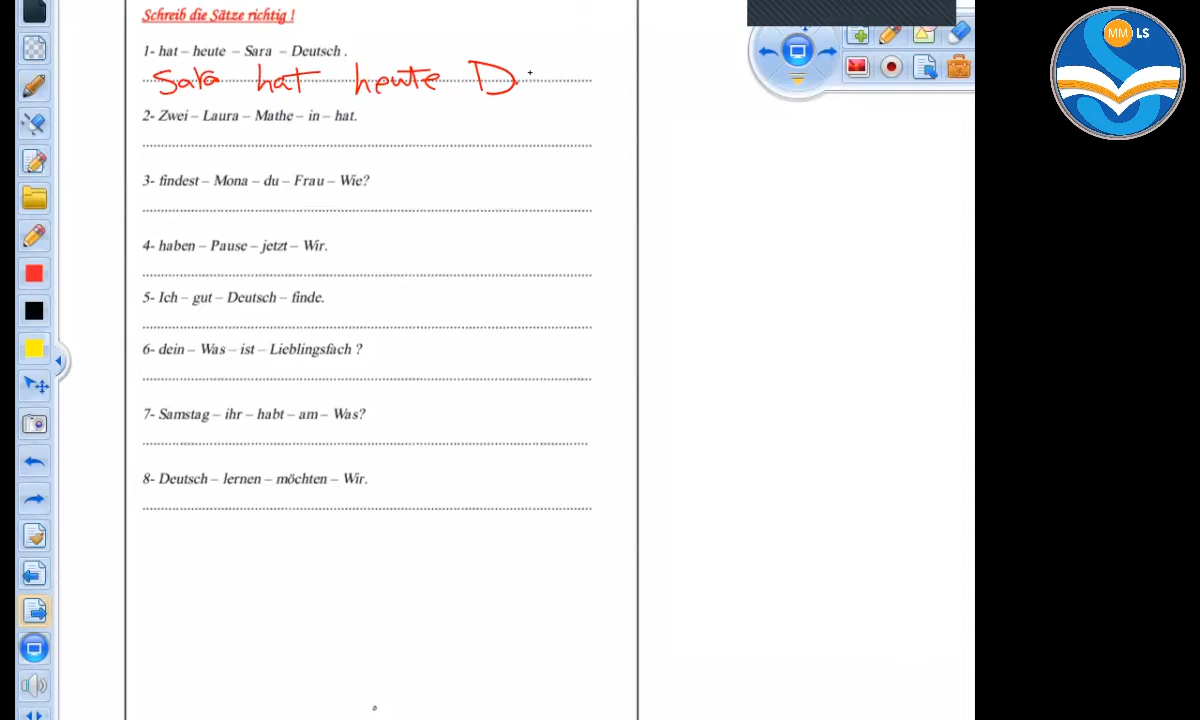 Schreib die Sätze richtig !
1- hat – heute – Sara – Deutsch .
Sara hat heute D
2- Zwei – Laura – Mathe – in – hat.
3- findest – Mona – du – Frau – Wie?
4- haben – Pause – jetzt – Wir.
5- Ich – gut – Deutsch – finde.
6- dein – Was – ist – Lieblingsfach ?
7- Samstag – ihr – habt – am – Was?
8- Deutsch – lernen – möchten – Wir.
MM LS